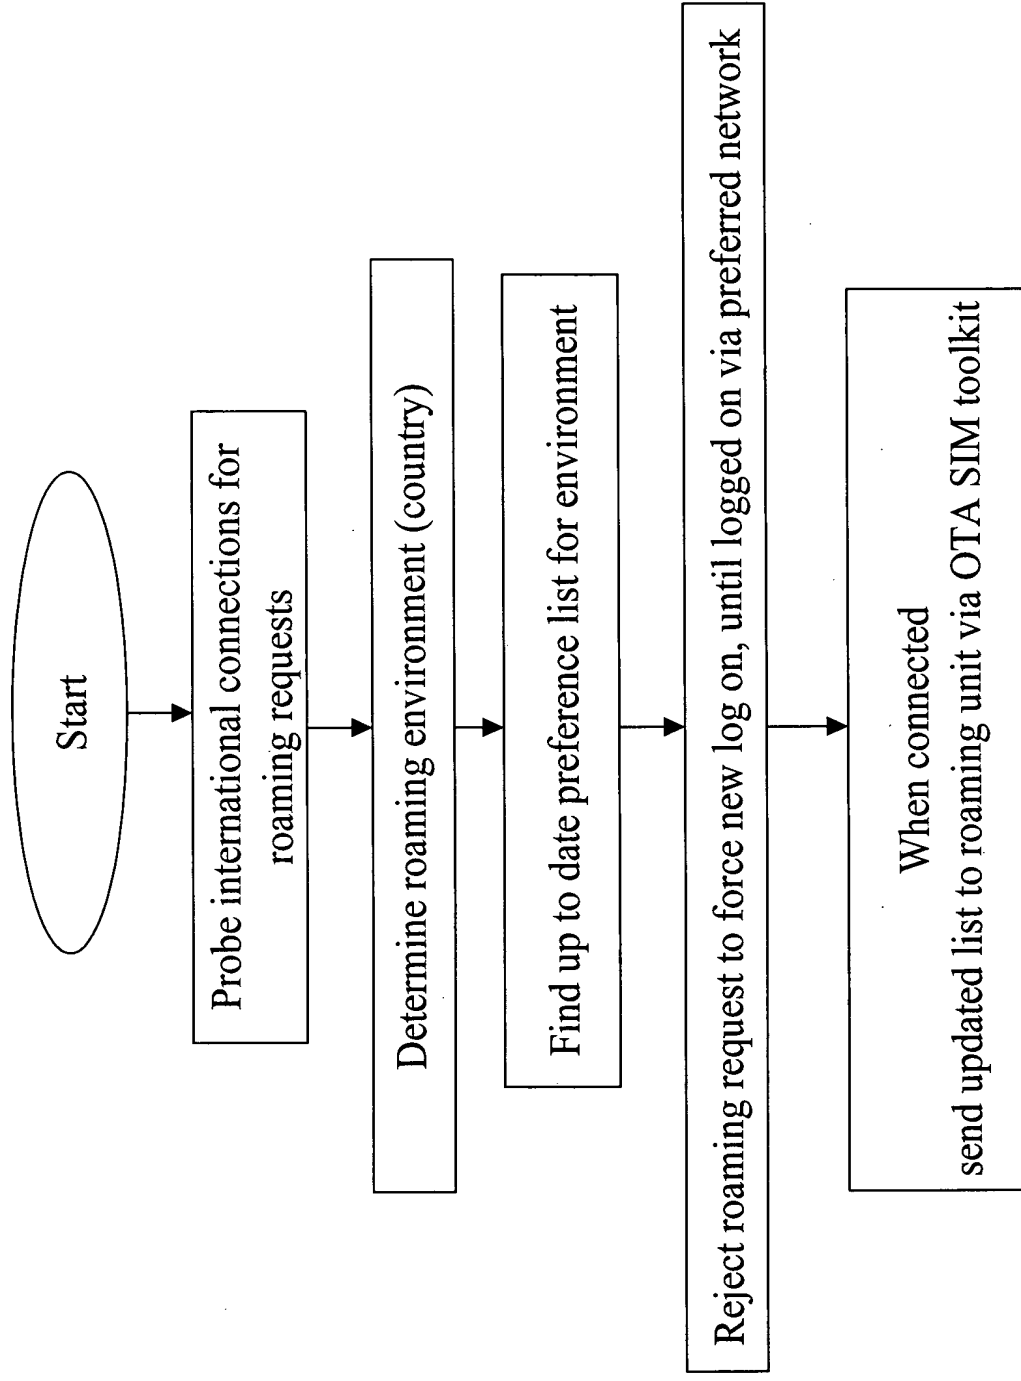 Start
Probe international connections for
roaming requests
Determine roaming environment (country)
Find up to date preference list for environment
Reject roaming request to force new log on, until logged on via preferred network
When connected
send updated list to roaming unit via OTA SIM toolkit